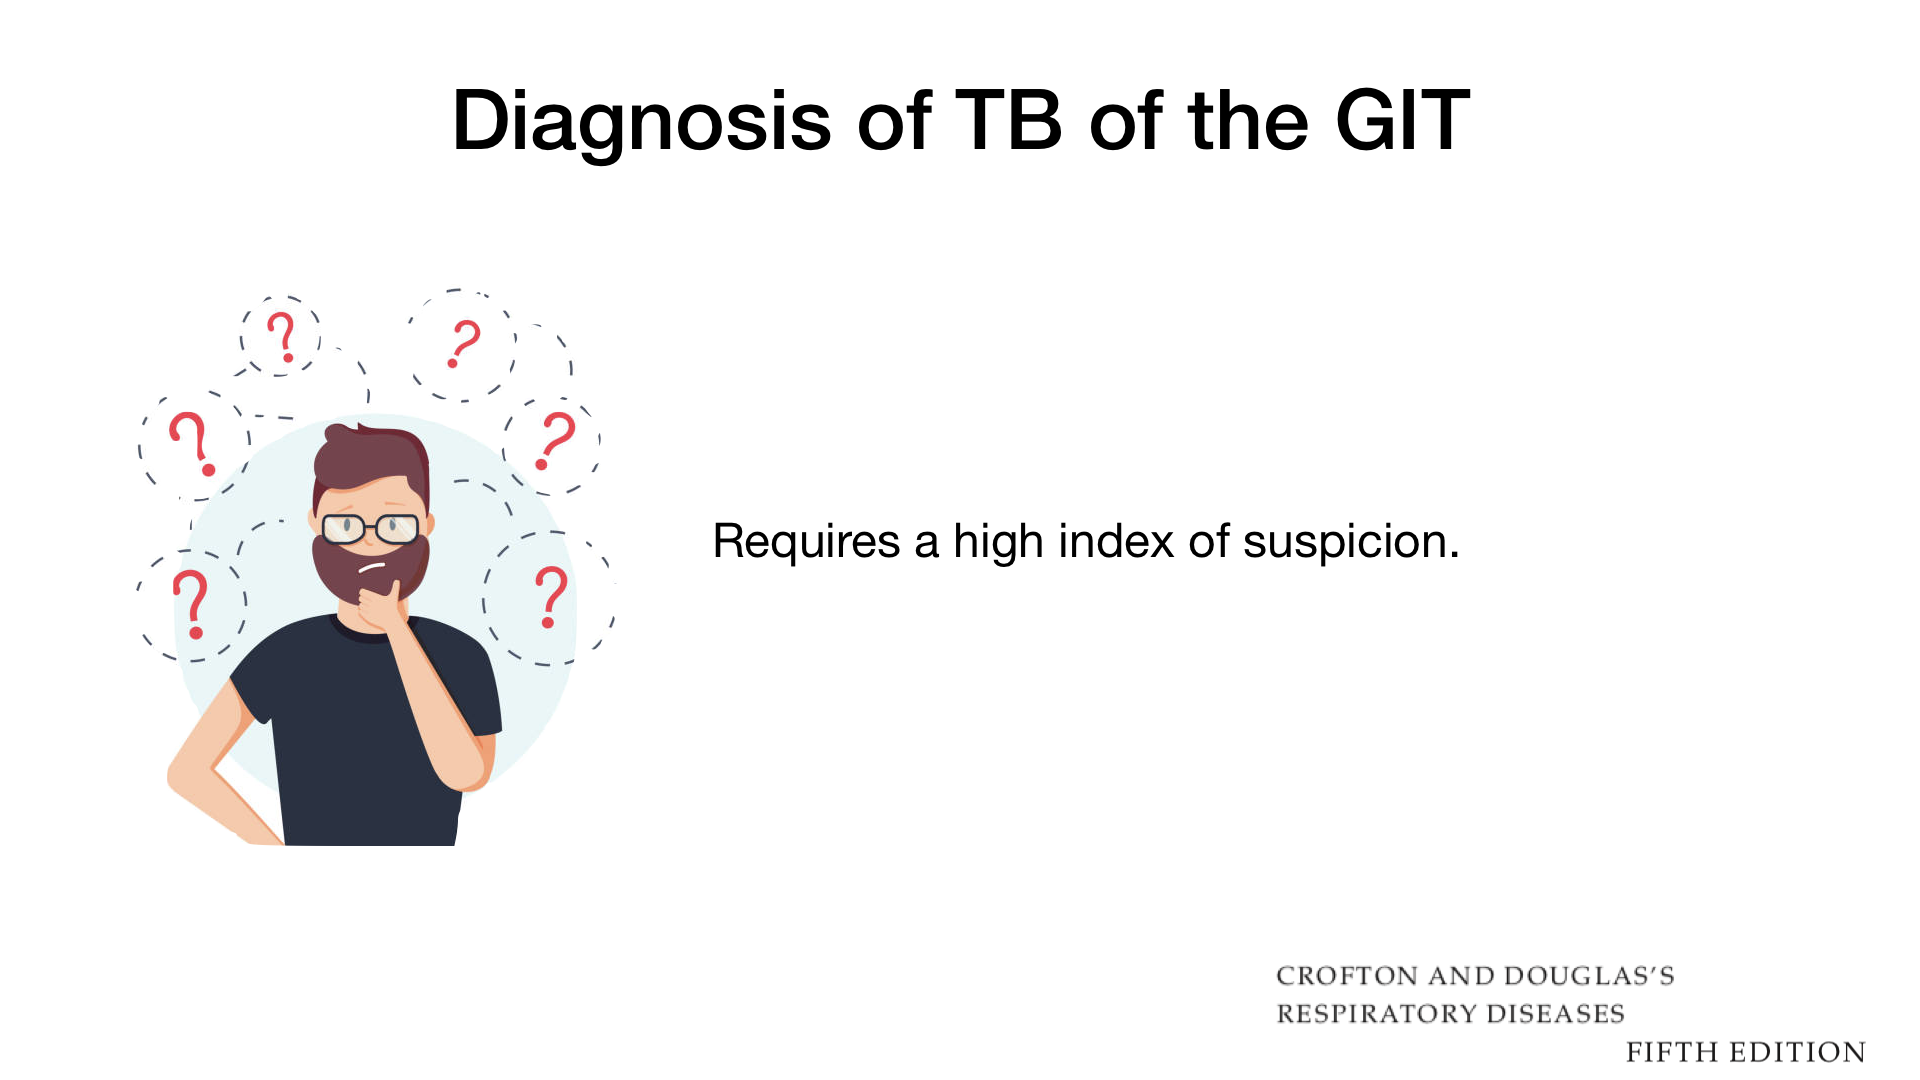 Diagnosis of TB of the GIT
? ?
? ?
? ?
Requires a high index of suspicion.
CROFTON AND DOUGLAS'S
RESPIRATORY DISEASES
FIFTH EDITION